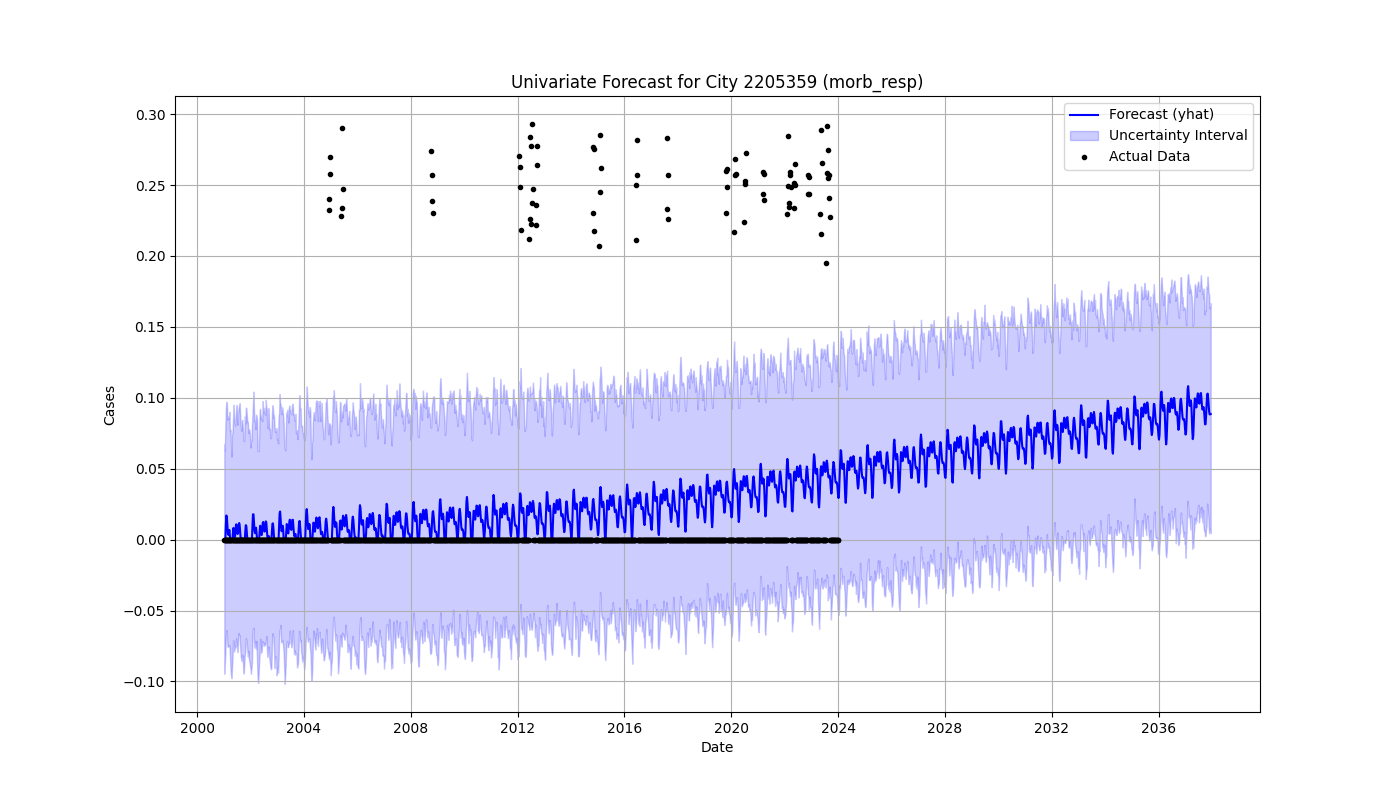 Univariate Forecast for City 2205359 (morb_resp)
Forecast (yhat)
Uncertainty Interval
Actual Data
Cases
0.30
0.25
0.20
0.15
0.10
0.05
0.00
−0.05
−0.10
2000 2004 2008 2012 2016 2020 2024 2028 2032 2036
Date